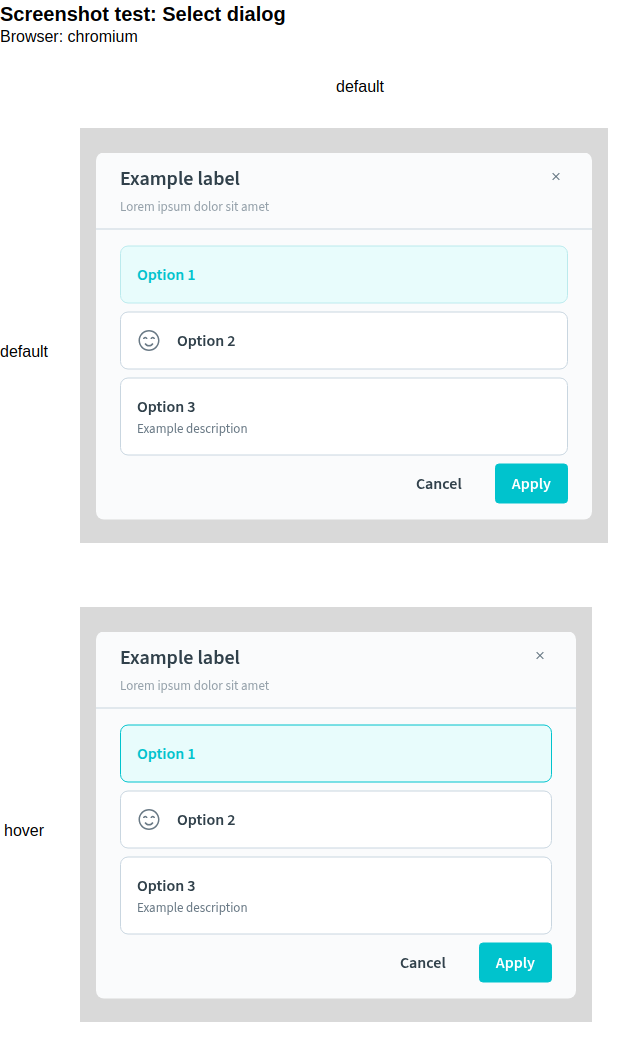 Screenshot test: Select dialog
Browser: chromium
default
default
Example label
×
Lorem ipsum dolor sit amet
Option 1
Option 2
Option 3
Example description
Cancel
Apply
hover
Example label
×
Lorem ipsum dolor sit amet
Option 1
Option 2
Option 3
Example description
Cancel
Apply